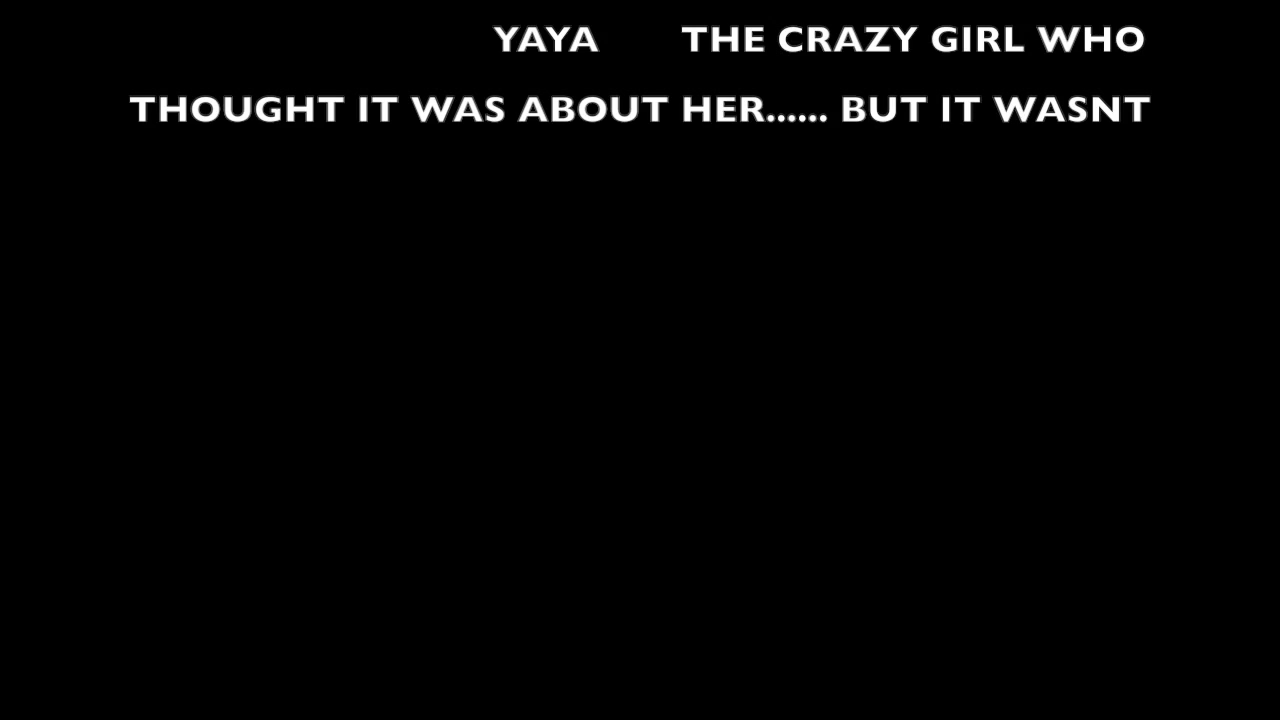 YAYA THE CRAZY GIRL WHO
THOUGHT IT WAS ABOUT HER...... BUT IT WASNT